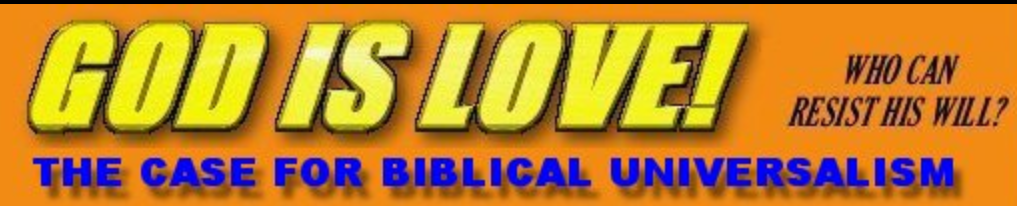 GOD IS LOVE!
WHO CAN
RESIST HIS WILL?
THE CASE FOR BIBLICAL UNIVERSALISM